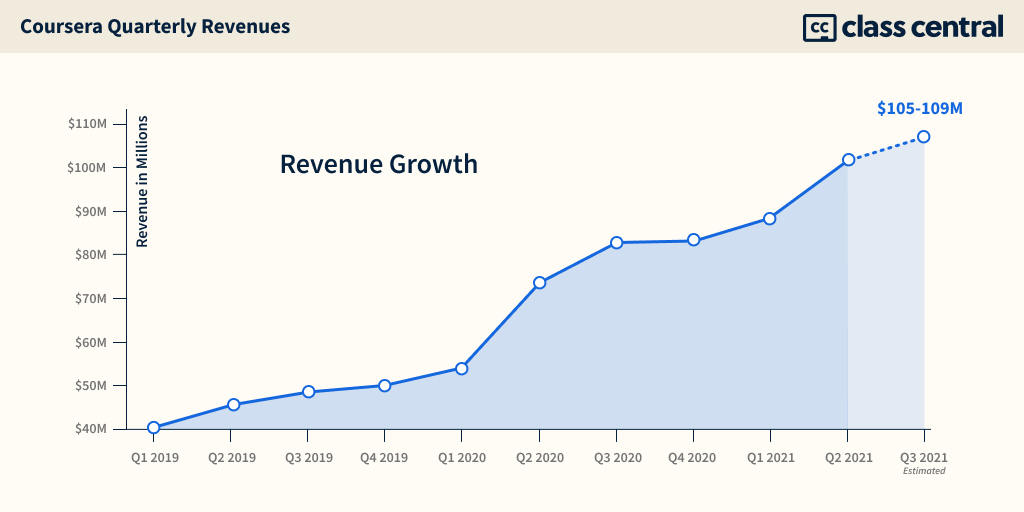 Coursera Quarterly Revenues
cc class central
$105-109M
$110M
$100M
$90M
$80M
$70M
$60M
$50M
$40M
Revenue in Millions
Revenue Growth
Q1 2019 Q2 2019 Q3 2019 Q4 2019 Q1 2020 Q2 2020 Q3 2020 Q4 2020 Q1 2021 Q2 2021 Q3 2021
Estimated